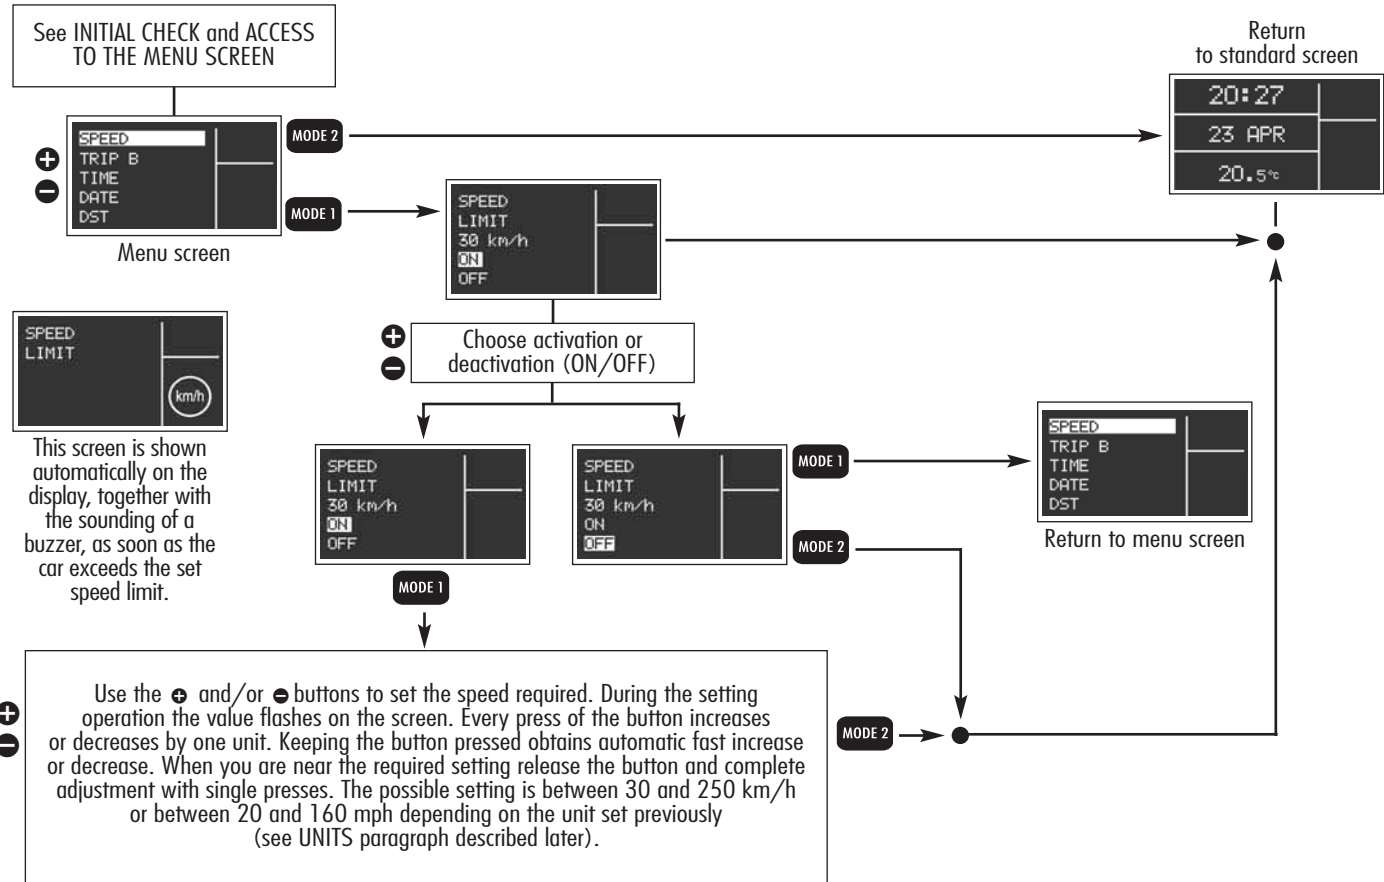 See INITIAL CHECK and ACCESS
TO THE MENU SCREEN
Return
to standard screen
SPEED
TRIP B
TIME
DATE
DST
MODE 2
MODE 1
Menu screen
20:27
23 APR
20.5°c
SPEED
LIMIT
30 km/h
ON
OFF
Choose activation or
deactivation (ON/OFF)
SPEED
LIMIT
km/h
This screen is shown
automatically on the
display, together with
the sounding of a
buzzer, as soon as the
car exceeds the set
speed limit.
SPEED
LIMIT
30 km/h
ON
OFF
MODE 1
SPEED
LIMIT
30 km/h
ON
OFF
MODE 1
MODE 2
SPEED
TRIP B
TIME
DATE
DST
Return to menu screen
Use the + and/or - buttons to set the speed required. During the setting
operation the value flashes on the screen. Every press of the button increases
or decreases by one unit. Keeping the button pressed obtains automatic fast increase
or decrease. When you are near the required setting release the button and complete
adjustment with single presses. The possible setting is between 30 and 250 km/h
or between 20 and 160 mph depending on the unit set previously
(see UNITS paragraph described later).
MODE 2